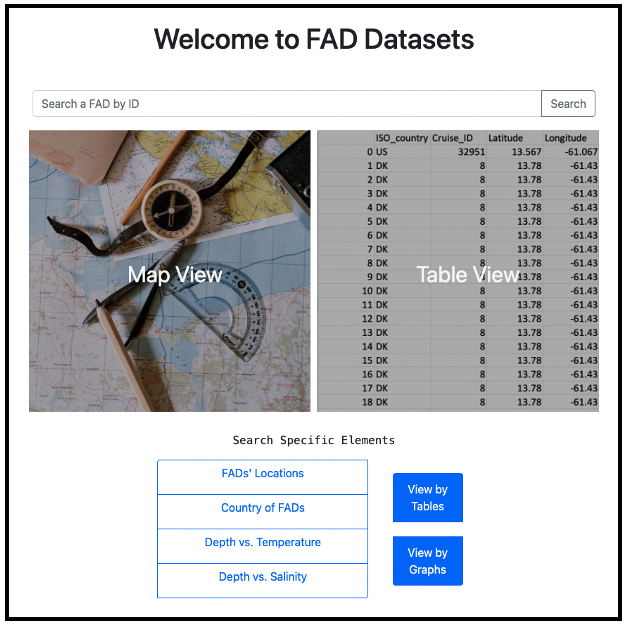 Welcome to FAD Datasets
Search a FAD by ID
Search
Map View
ISO_country Cruise_ID Latitude Longitude
0 US 32951 13.567 -61.067
1 DK 8 13.78 -61.43
2 DK 8 13.78 -61.43
3 DK 8 13.78 -61.43
4 DK 8 13.78 -61.43
5 DK 8 13.78 -61.43
6 DK 8 13.78 -61.43
7 DK 8 13.78 -61.43
8 DK 8 13.78 -61.43
Table View
9 DK 8 13.78 -61.43
10 DK 8 13.78 -61.43
11 DK 8 13.78 -61.43
12 DK 8 13.78 -61.43
13 DK 8 13.78 -61.43
14 DK 8 13.78 -61.43
15 DK 8 13.78 -61.43
16 DK 8 13.78 -61.43
17 DK 8 13.78 -61.43
18 DK 8 13.78 -61.43
Search Specific Elements
FADs' Locations
Country of FADs
Depth vs. Temperature
Depth vs. Salinity
View by
Tables
View by
Graphs